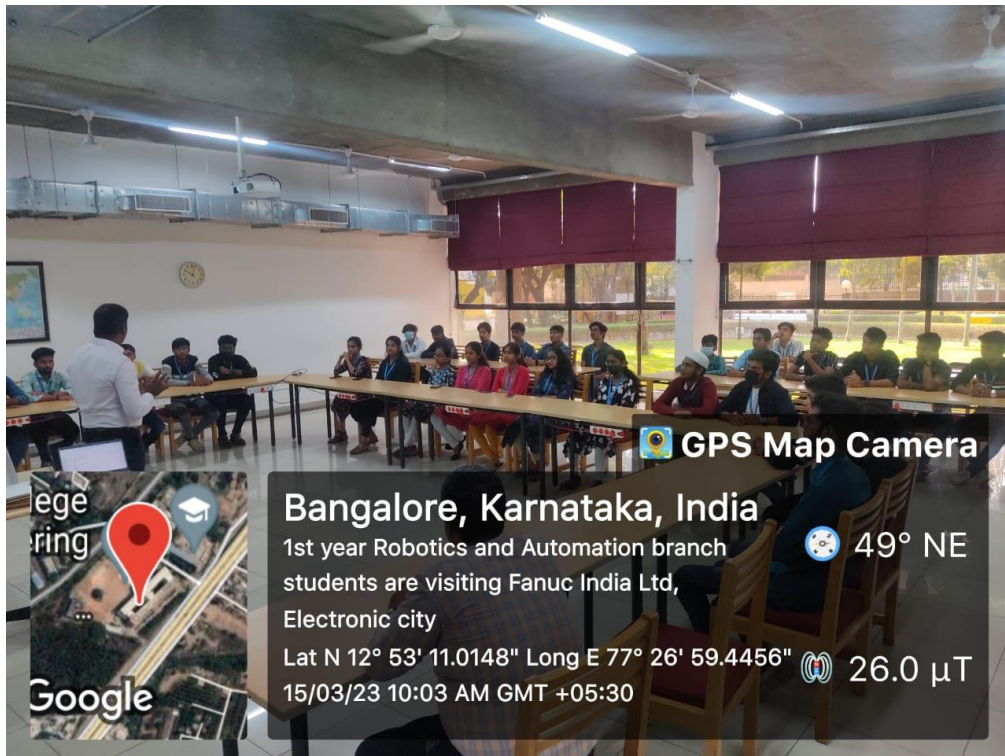 GPS Map Camera
lege
ring
Google
Bangalore, Karnataka, India
1st year Robotics and Automation branch
students are visiting Fanuc India Ltd,
Electronic city
Lat N 12° 53' 11.0148" Long E 77° 26' 59.4456"
15/03/23 10:03 AM GMT +05:30
49° NE
26.0 µT